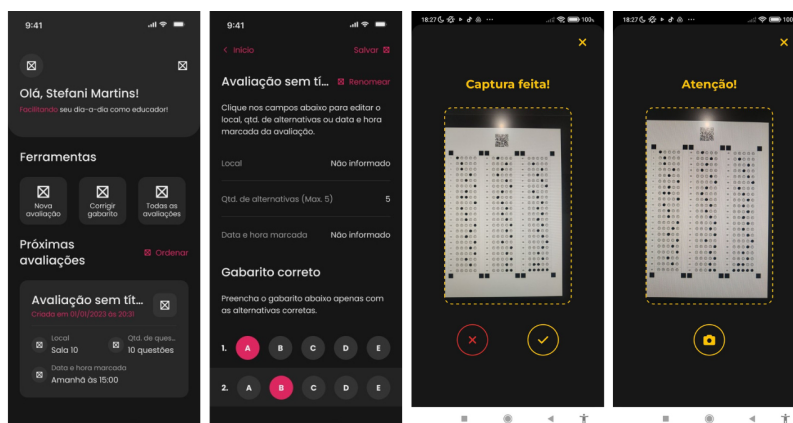 9:41
Olá, Stefani Martins!
Facilitando seu dia-a-dia como educador!
Ferramentas
Nova avaliação
Corrigir gabarito
Todas as avaliações
Próximas avaliações
Ordenar
Avaliação sem tít...
Criada em 01/01/2023 às 20:31
Local
Sala 10
Qtd. de ques...
10 questões
Data e hora marcada
Amanhã às 15:00
9:41
< Início
Salvar
Avaliação sem tí...
Renomear
Clique nos campos abaixo para editar o
local, qtd. de alternativas ou data e hora
marcada da avaliação.
Local Não informado
Qtd. de alternativas (Max. 5) 5
Data e hora marcada Não informado
Gabarito correto
Preencha o gabarito abaixo apenas com
as alternativas corretas.
1. A B C D E
2. A B C D E
18:27
Captura feita!
18:27
Atenção!